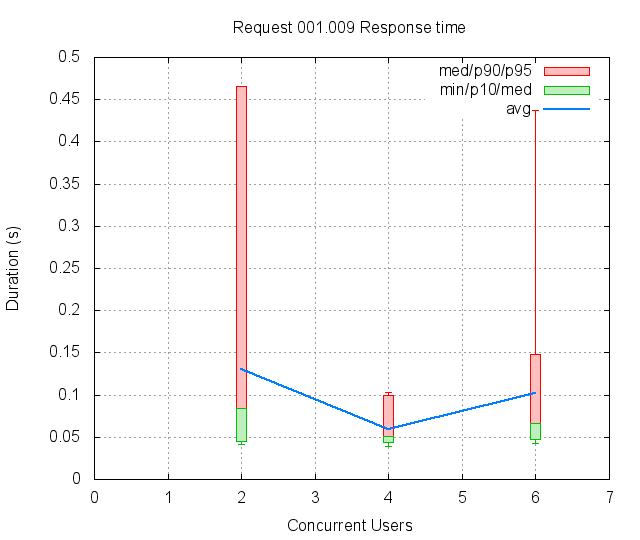 Request 001.009 Response time
med/p90/p95
min/p10/med
avg
0.5
0.45
0.4
0.35
0.3
0.25
0.2
0.15
0.1
0.05
0
Duration (s)
0 1 2 3 4 5 6 7
Concurrent Users